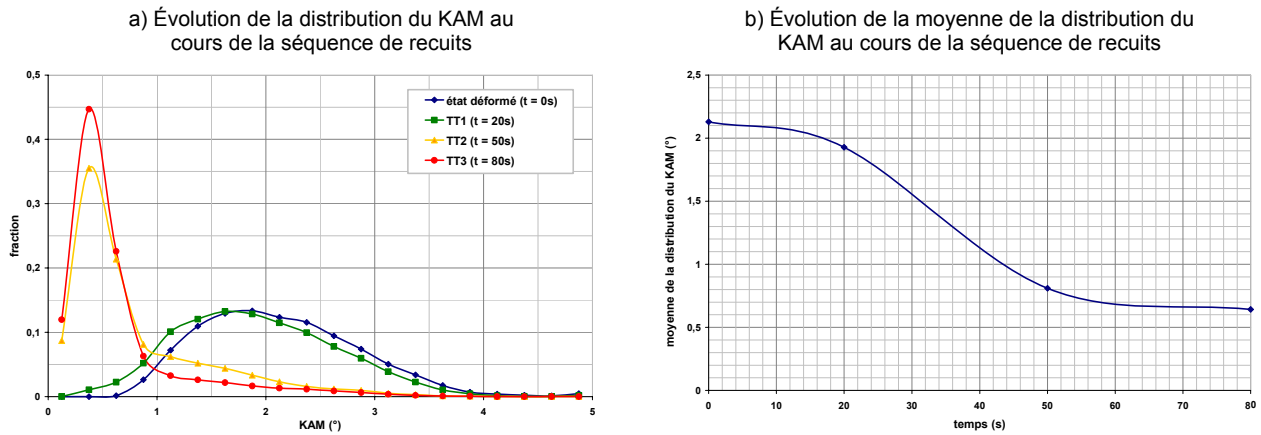 a) Évolution de la distribution du KAM au
cours de la séquence de recuits
0,5
0,4
0,3
0,2
0,1
0
fraction
état déformé (t = 0s)
TT1 (t = 20s)
TT2 (t = 50s)
TT3 (t = 80s)
0 1 2 3 4 5
KAM (°)
b) Évolution de la moyenne de la distribution du
KAM au cours de la séquence de recuits
2,5
2
1,5
1
0,5
0
moyenne de la distribution du KAM (°)
0 10 20 30 40 50 60 70 80
temps (s)